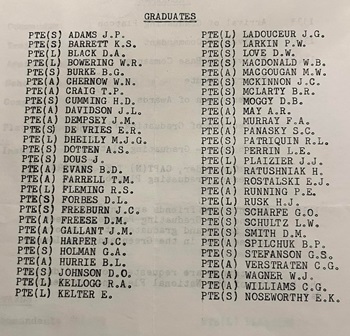 GRADUATES
PTE(S) ADAMS J.P.
PTE(S) BARRETT K.S.
PTE(L) BLACK D.A.
PTE(L) BOWERING W.R.
PTE(S) BURKE B.G.
PTE(A) CHERNOW W.N.
PTE(A) CRAIG T.P.
PTE(S) CUMMING H.D.
PTE(A) DAVIDSON J.L.
PTE(A) DEMPSEY J.M.
PTE(S) DE VRIES E.R.
PTE(L) DHEILLY M.J.G.
PTE(S) DOTTEN A.S.
PTE(S) DOUS J.
PTE(A) EVANS B.D.
PTE(A) FARRELL T.M.
PTE(L) FLEMING R.S.
PTE(S) FORBES D.L.
PTE(S) FREEBURN J.C.
PTE(A) FREESE D.M.
PTE(A) GALLANT J.M.
PTE(A) HARPER J.C.
PTE(S) HOLMAN G.A.
PTE(A) HURRIE B.L.
PTE(S) JOHNSON D.O.
PTE(L) KELLOGG R.A.
PTE(L) KELTER E.
PTE(L) LADOUCEUR J.G.
PTE(S) LARKIN P.W.
PTE(S) LOVE D.W.
PTE(S) MACDONALD W.B.
PTE(A) MACGOUGAN M.W.
PTE(S) MCKINNON J.C.
PTE(S) MCLARTY B.R.
PTE(S) MOGGY D.B.
PTE(A) MAY A.R.
PTE(L) MURRAY F.A.
PTE(A) PANASKY S.C.
PTE(S) PATRIQUIN R.L.
PTE(S) PERRIN L.E.
PTE(L) PLAIZIER J.J.
PTE(L) RATUSHNIAK H.
PTE(A) ROSTALSKI E.J.
PTE(A) RUNNING P.E.
PTE(L) RUSK H.J.
PTE(S) SCHARFE G.O.
PTE(S) SCHULTZ L.W.
PTE(S) SMITH D.M.
PTE(A) SPILCHUK B.P.
PTE(S) STEFANSON G.S.
PTE(A) VERSTRATEN C.G.
PTE(A) WAGNER W.J.
PTE(A) WILLIAMS C.G.
PTE(S) NOSEWORTHY E.K.